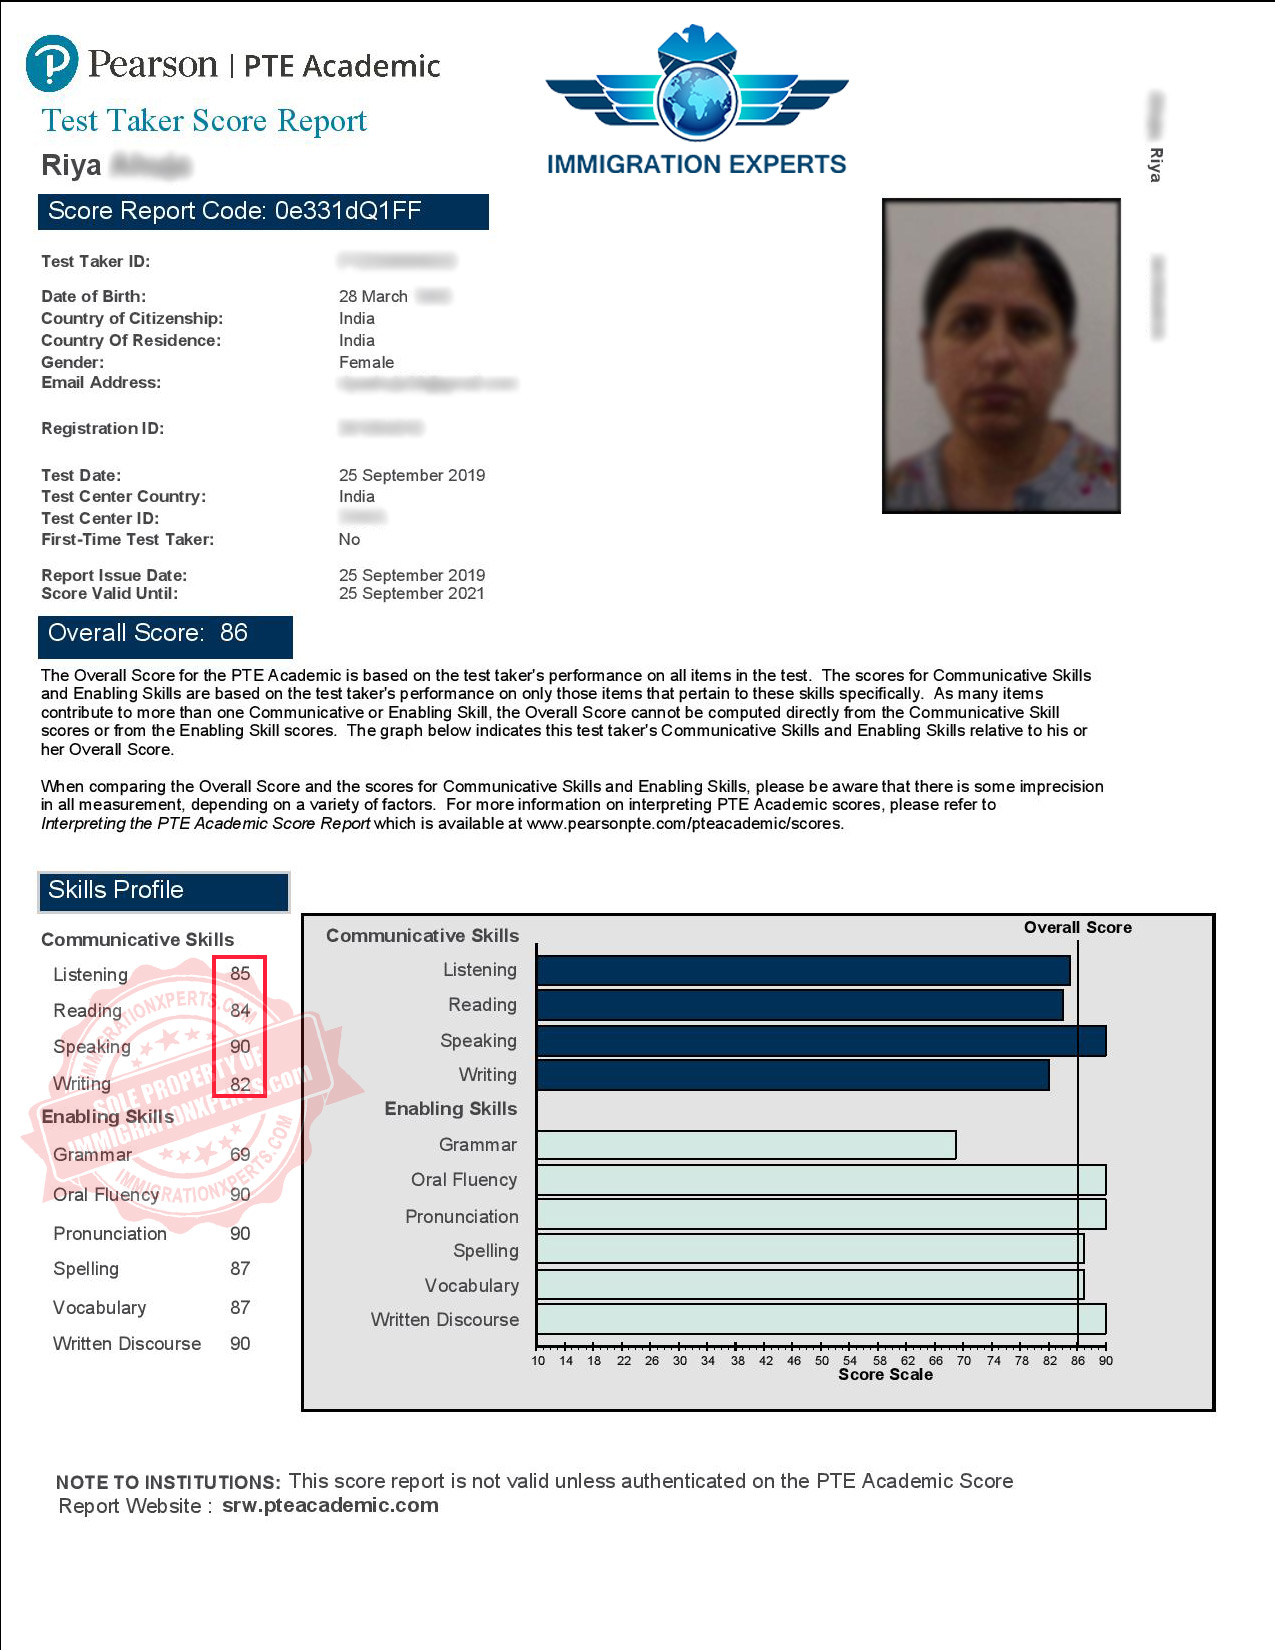 Pearson | PTE Academic
Test Taker Score Report
Riya
IMMIGRATION EXPERTS
Riya
Score Report Code: 0e331dQ1FF
Test Taker ID:
Date of Birth: 28 March
Country of Citizenship: India
Country Of Residence: India
Gender: Female
Email Address:
Registration ID:
Test Date: 25 September 2019
Test Center Country: India
Test Center ID:
First-Time Test Taker: No
Report Issue Date: 25 September 2019
Score Valid Until: 25 September 2021
Overall Score: 86
The Overall Score for the PTE Academic is based on the test taker's performance on all items in the test. The scores for Communicative Skills
and Enabling Skills are based on the test taker's performance on only those items that pertain to these skills specifically. As many items
contribute to more than one Communicative or Enabling Skill, the Overall Score cannot be computed directly from the Communicative Skill
scores or from the Enabling Skill scores. The graph below indicates this test taker's Communicative Skills and Enabling Skills relative to his or
her Overall Score.
When comparing the Overall Score and the scores for Communicative Skills and Enabling Skills, please be aware that there is some imprecision
in all measurement, depending on a variety of factors. For more information on interpreting PTE Academic scores, please refer to
Interpreting the PTE Academic Score Report which is available at www.pearsonpte.com/pteacademic/scores.
Skills Profile
Communicative Skills
Listening 85
Reading 84
Speaking 90
Writing 82
Enabling Skills
Grammar 69
Oral Fluency 90
Pronunciation 90
Spelling 87
Vocabulary 87
Written Discourse 90
IMMIGRATIONXPERTS.COM
SOLE PROPERTY OF
IMMIGRATIONXPERTS.com
IMMIGRATIONXPERTS.COM
Communicative Skills
Overall Score
Listening
Reading
Speaking
Writing
Enabling Skills
Grammar
Oral Fluency
Pronunciation
Spelling
Vocabulary
Written Discourse
10 14 18 22 26 30 34 38 42 46 50 54 58 62 66 70 74 78 82 86 90
Score Scale
NOTE TO INSTITUTIONS: This score report is not valid unless authenticated on the PTE Academic Score
Report Website : srw.pteacademic.com